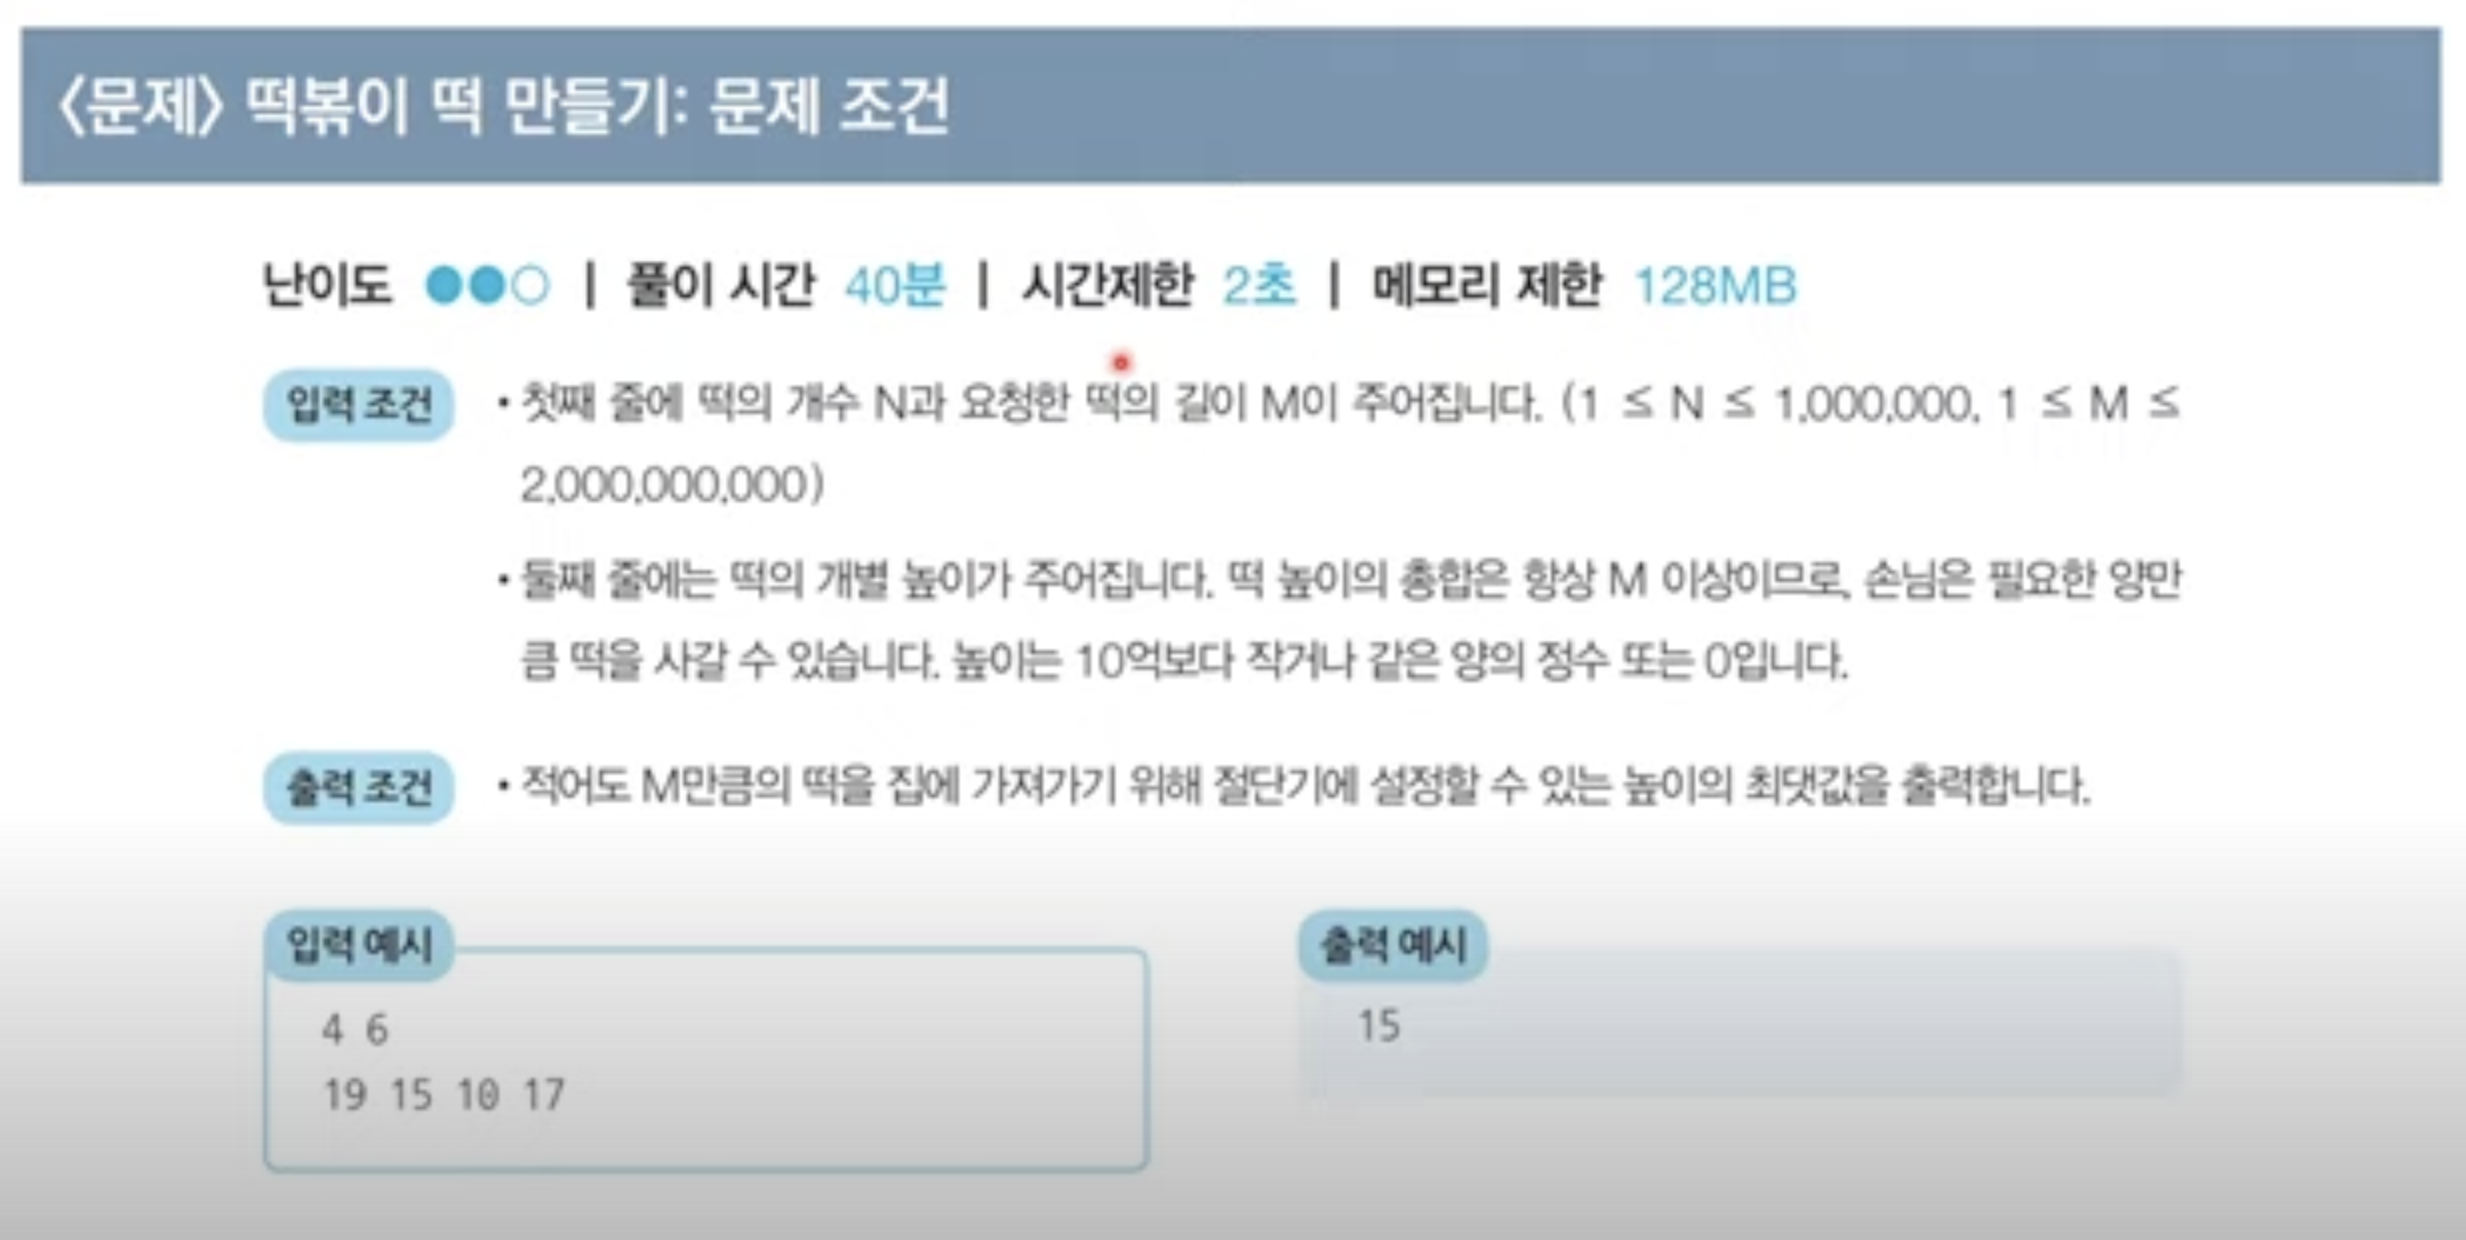 <문제> 떡볶이 떡 만들기: 문제 조건
난이도 ●●○ | 풀이 시간 40분 | 시간제한 2초 | 메모리 제한 128MB
입력 조건 • 첫째 줄에 떡의 개수 N과 요청한 떡의 길이 M이 주어집니다. (1 ≤ N ≤ 1,000,000, 1 ≤ M ≤
2,000,000,000)
• 둘째 줄에는 떡의 개별 높이가 주어집니다. 떡 높이의 총합은 항상 M 이상이므로, 손님은 필요한 양만
큼 떡을 사갈 수 있습니다. 높이는 10억보다 작거나 같은 양의 정수 또는 0입니다.
출력 조건 • 적어도 M만큼의 떡을 집에 가져가기 위해 절단기에 설정할 수 있는 높이의 최댓값을 출력합니다.
입력 예시
4 6
19 15 10 17
출력 예시
15